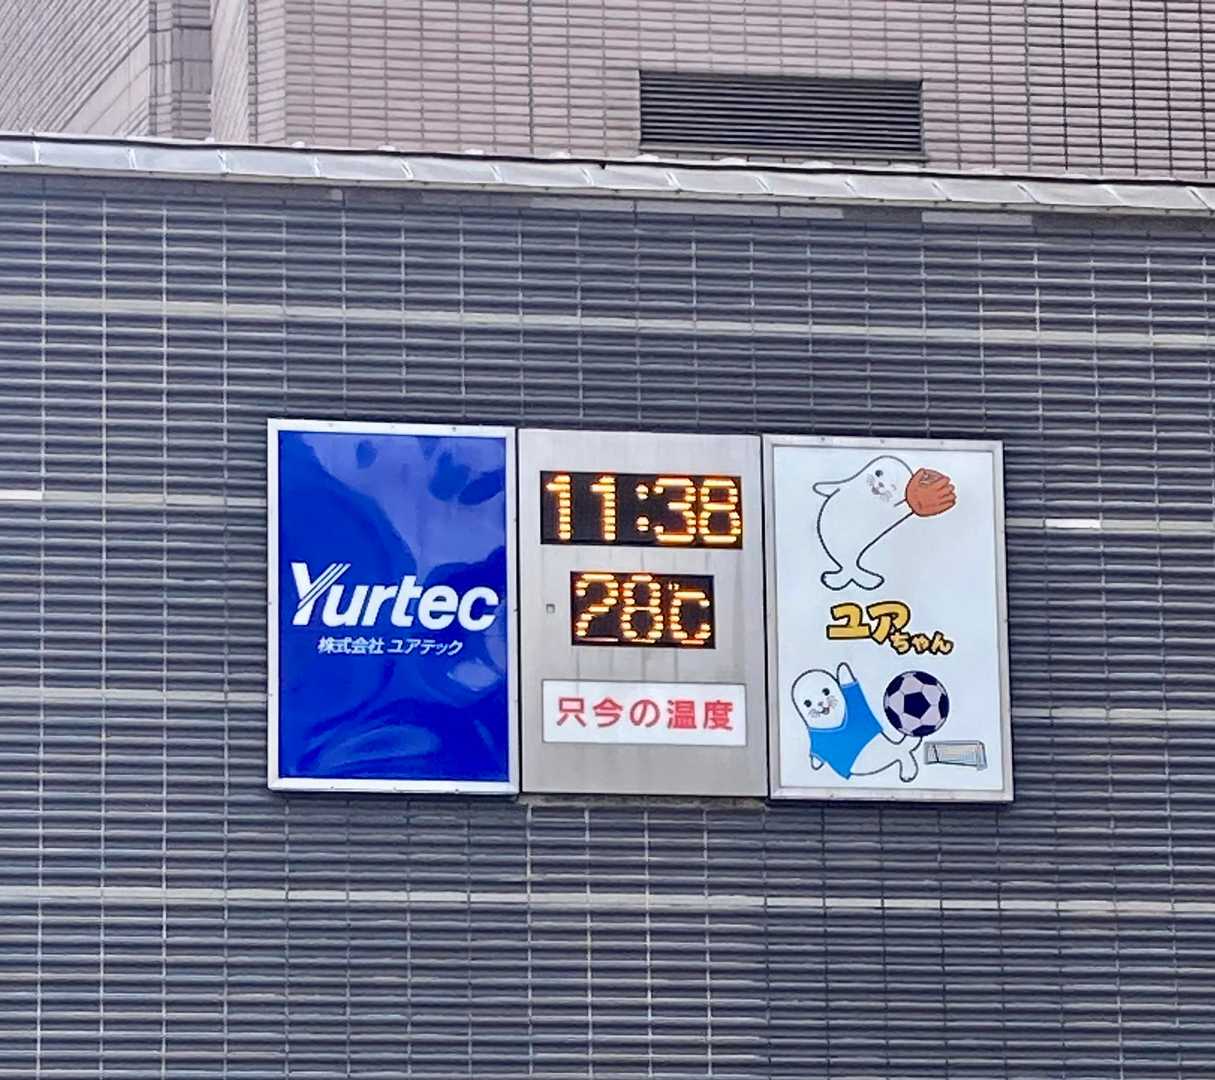 Yurtec
株式会社 ユアテック
11:38
28℃
只今の温度
ユアちゃん